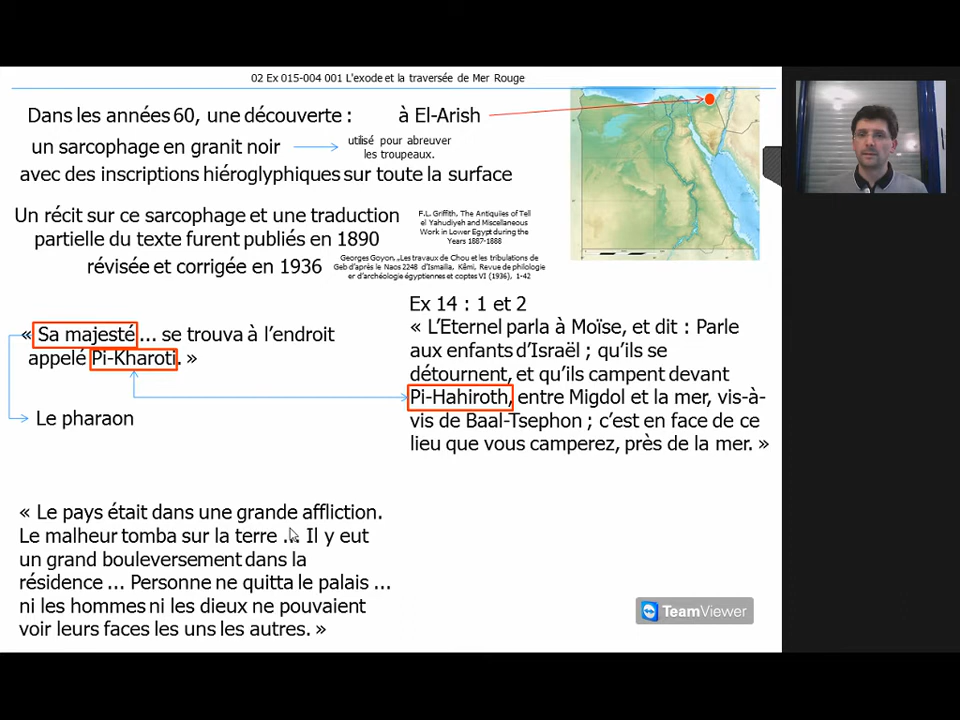 02 Ex 015-004 001 L'exode et la traversée de Mer Rouge
Dans les années 60, une découverte : à El-Arish
un sarcophage en granit noir
utilisé pour abreuver
les troupeaux.
avec des inscriptions hiéroglyphiques sur toute la surface
Un récit sur ce sarcophage et une traduction
partielle du texte furent publiés en 1890
révisée et corrigée en 1936
F.L. Griffith, The Antiquiies of Tell
el Yahudiyeh and Miscellaneous
Work in Lower Egypt during the
Years 1887-1888
Georges Goyon, „Les travaux de Chou et les tribulations de
Geb d'après le Naos 2248 d'Ismailia, Kêmi, Revue de philologie
er d'archéologie égyptiennes et coptes VI (1936), 1-42
« Sa majesté ... se trouva à l'endroit
appelé Pi-Kharoti. »
Le pharaon
Ex 14 : 1 et 2
« L'Eternel parla à Moïse, et dit : Parle
aux enfants d'Israël ; qu'ils se
détournent, et qu'ils campent devant
Pi-Hahiroth, entre Migdol et la mer, vis-à-
vis de Baal-Tsephon ; c'est en face de ce
lieu que vous camperez, près de la mer. »
« Le pays était dans une grande affliction.
Le malheur tomba sur la terre ... Il y eut
un grand bouleversement dans la
résidence ... Personne ne quitta le palais ...
ni les hommes ni les dieux ne pouvaient
voir leurs faces les uns les autres. »
TeamViewer